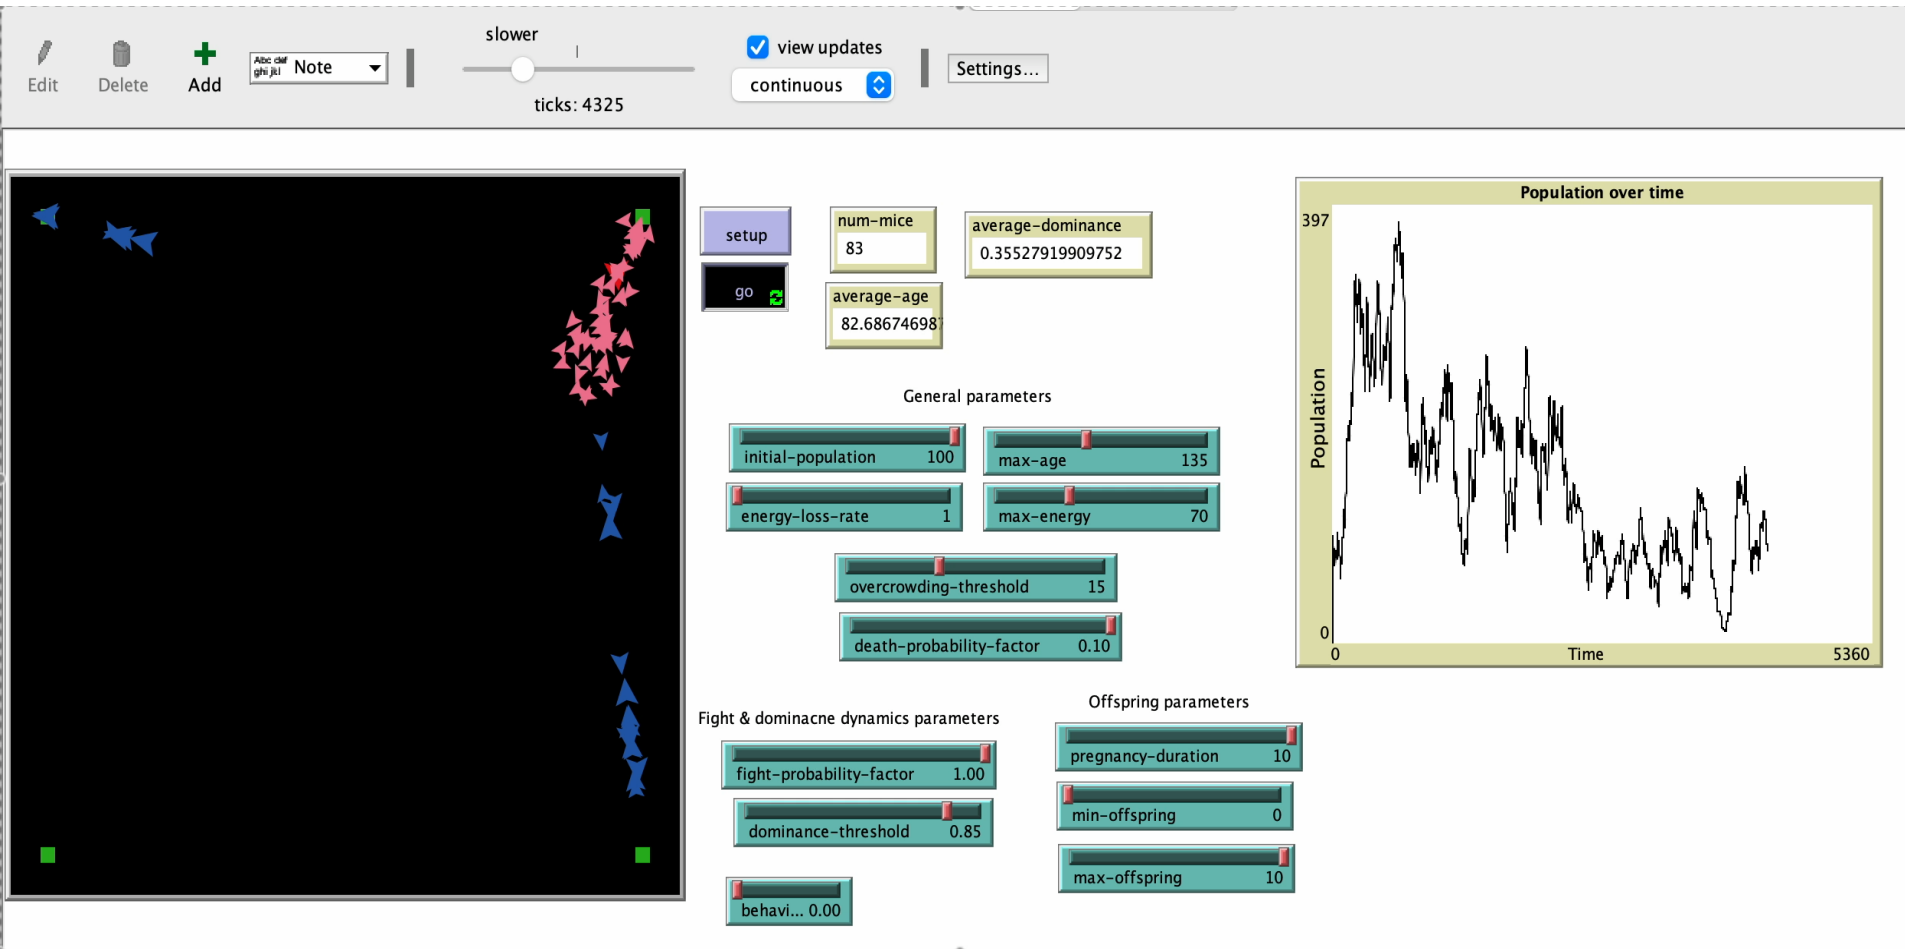 slower
Edit
Delete
Add
Abc def
ghi jkl
Note
ticks: 4325
view updates
continuous
Settings...
setup
go
num-mice
83
average-dominance
0.35527919909752
average-age
82.68674698
General parameters
initial-population 100
max-age 135
energy-loss-rate 1
max-energy 70
overcrowding-threshold 15
death-probability-factor 0.10
Fight & dominacne dynamics parameters
fight-probability-factor 1.00
dominance-threshold 0.85
behavi... 0.00
Offspring parameters
pregnancy-duration 10
min-offspring 0
max-offspring 10
Population over time
397
Population
0
0
Time
5360